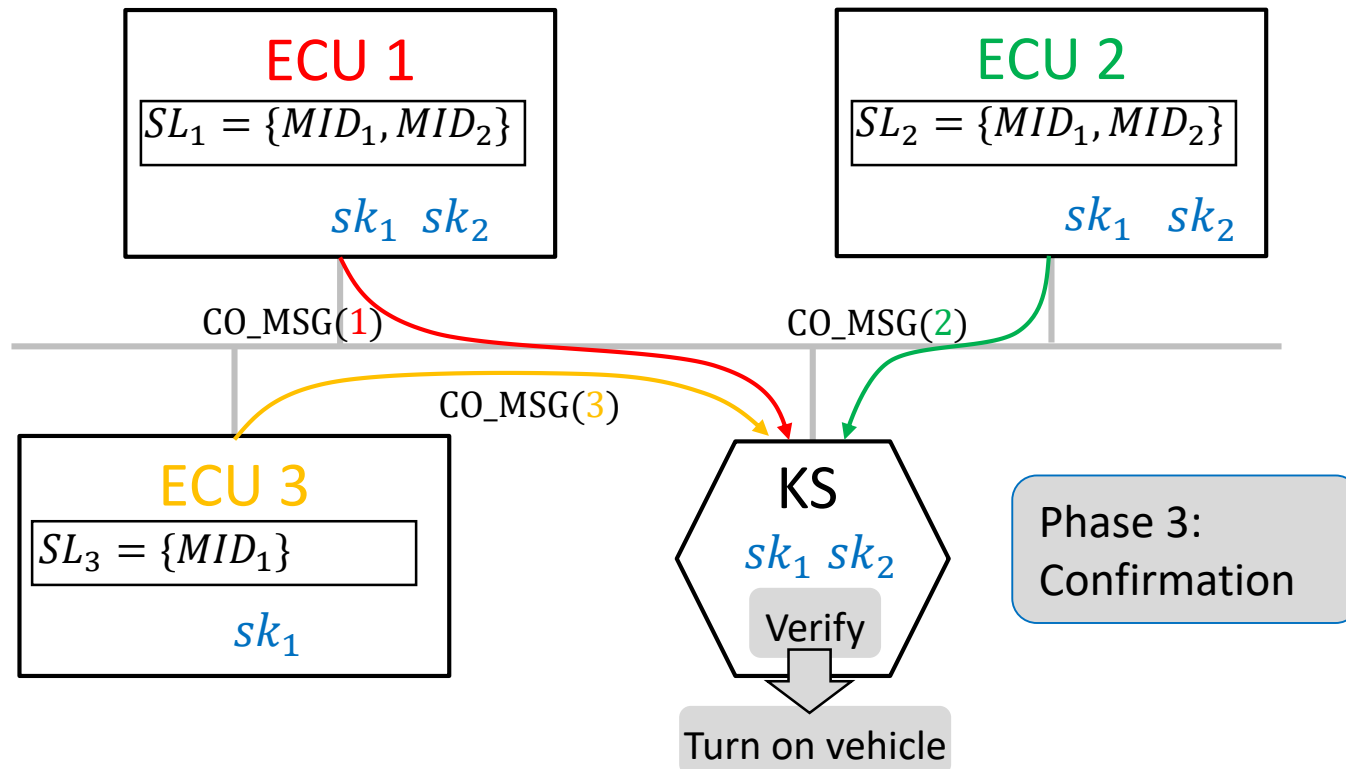 ECU 1
SL₁ = {MID₁, MID₂}
sk₁ sk₂
ECU 2
SL₂ = {MID₁, MID₂}
sk₁ sk₂
CO_MSG(1)
CO_MSG(2)
CO_MSG(3)
ECU 3
SL₃ = {MID₁}
sk₁
KS
sk₁ sk₂
Verify
Turn on vehicle
Phase 3:
Confirmation